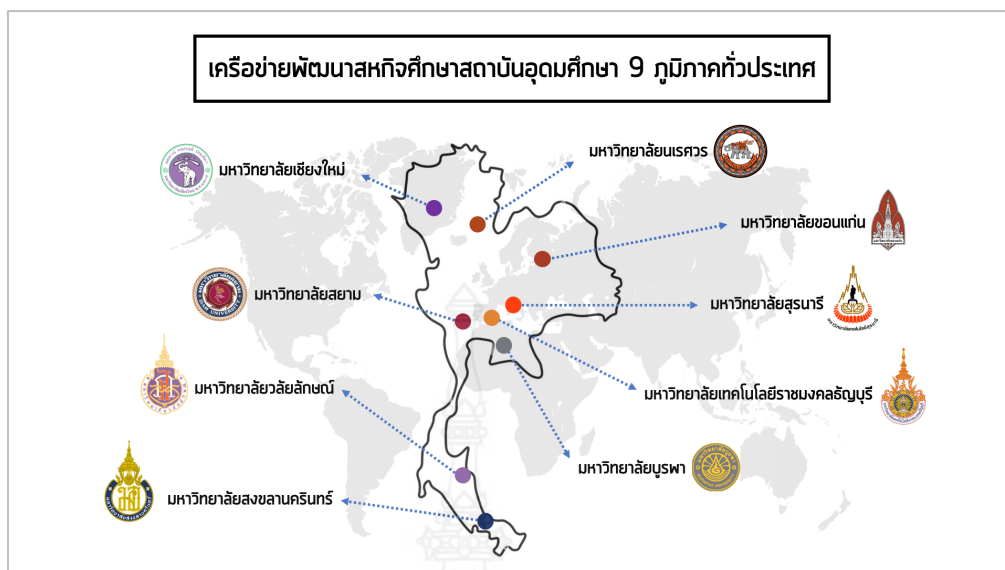 เครือข่ายพัฒนาสหกิจศึกษาสถาบันอุดมศึกษา 9 ภูมิภาคทั่วประเทศ
มหาวิทยาลัยเชียงใหม่
มหาวิทยาลัยนเรศวร
มหาวิทยาลัยขอนแก่น
มหาวิทยาลัยสยาม
มหาวิทยาลัยสุรนารี
มหาวิทยาลัยวลัยลักษณ์
มหาวิทยาลัยเทคโนโลยีราชมงคลธัญบุรี
มหาวิทยาลัยบูรพา
มหาวิทยาลัยสงขลานครินทร์